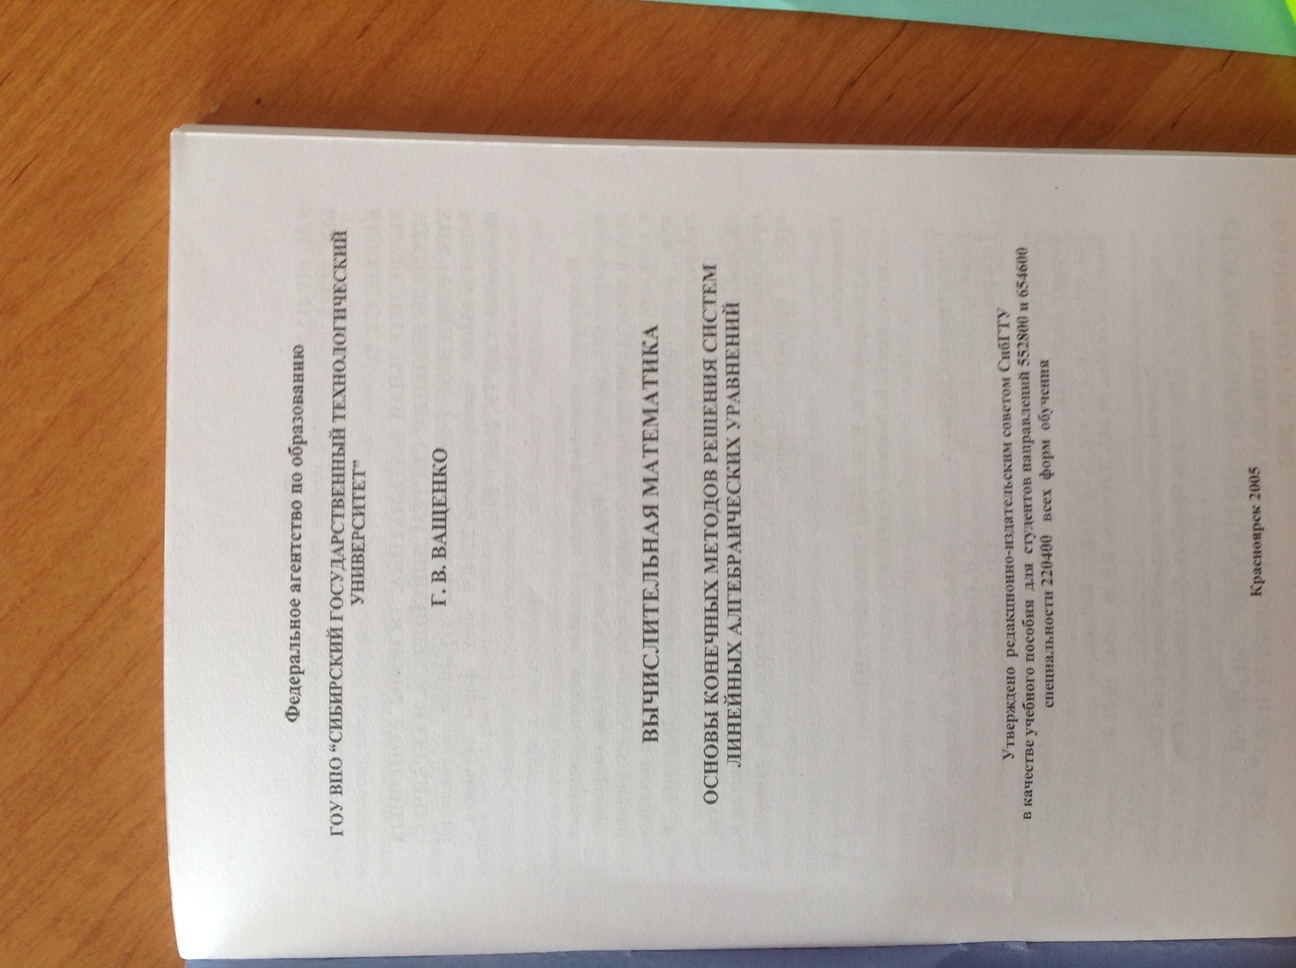 Федеральное агентство по образованию
ГОУ ВПО “СИБИРСКИЙ ГОСУДАРСТВЕННЫЙ ТЕХНОЛОГИЧЕСКИЙ
УНИВЕРСИТЕТ”
Г. В. ВАЩЕНКО
ВЫЧИСЛИТЕЛЬНАЯ МАТЕМАТИКА
ОСНОВЫ КОНЕЧНЫХ МЕТОДОВ РЕШЕНИЯ СИСТЕМ
ЛИНЕЙНЫХ АЛГЕБРАИЧЕСКИХ УРАВНЕНИЙ
Утверждено редакционно-издательским советом СибГТУ
в качестве учебного пособия для студентов направлений 552800 и 654600
специальности 220400 всех форм обучения
Красноярск 2005